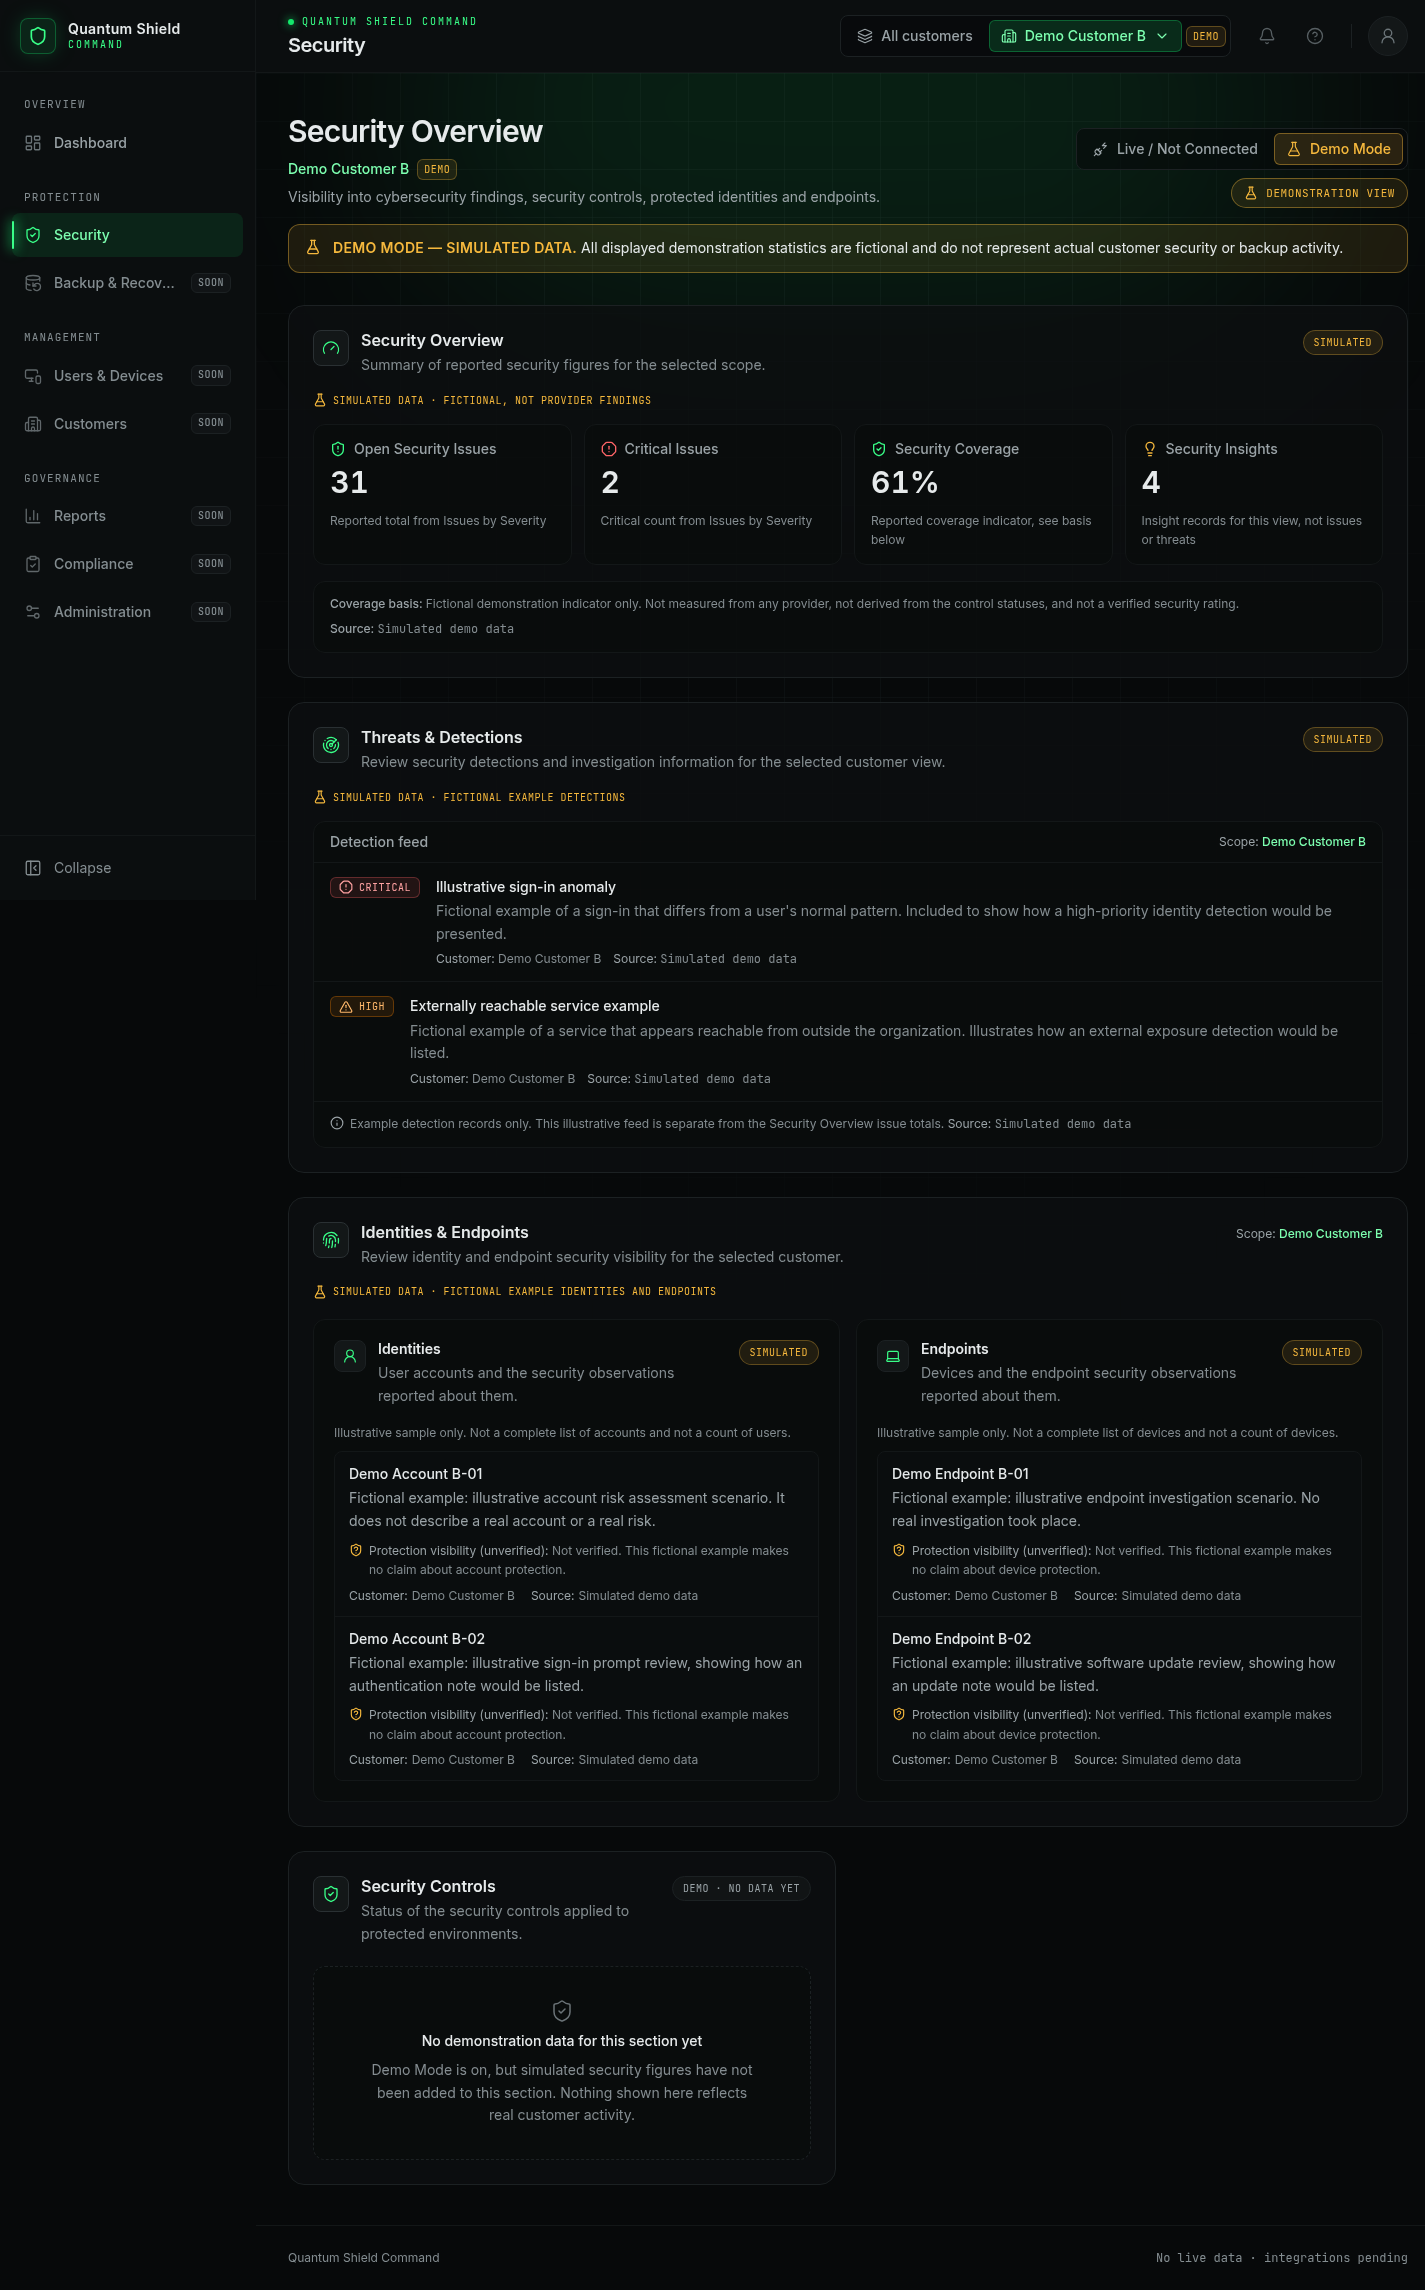 Quantum Shield
COMMAND
OVERVIEW
Dashboard
PROTECTION
Security
Backup & Recov... SOON
MANAGEMENT
Users & Devices SOON
Customers SOON
GOVERNANCE
Reports SOON
Compliance SOON
Administration SOON
Collapse
QUANTUM SHIELD COMMAND
Security
All customers Demo Customer B DEMO
Security Overview
Demo Customer B DEMO
Visibility into cybersecurity findings, security controls, protected identities and endpoints.
Live / Not Connected Demo Mode
DEMONSTRATION VIEW
DEMO MODE — SIMULATED DATA. All displayed demonstration statistics are fictional and do not represent actual customer security or backup activity.
Security Overview SIMULATED
Summary of reported security figures for the selected scope.
SIMULATED DATA · FICTIONAL, NOT PROVIDER FINDINGS
Open Security Issues
31
Reported total from Issues by Severity
Critical Issues
2
Critical count from Issues by Severity
Security Coverage
61%
Reported coverage indicator, see basis
below
Security Insights
4
Insight records for this view, not issues
or threats
Coverage basis: Fictional demonstration indicator only. Not measured from any provider, not derived from the control statuses, and not a verified security rating.
Source: Simulated demo data
Threats & Detections SIMULATED
Review security detections and investigation information for the selected customer view.
SIMULATED DATA · FICTIONAL EXAMPLE DETECTIONS
Detection feed Scope: Demo Customer B
CRITICAL Illustrative sign-in anomaly
Fictional example of a sign-in that differs from a user's normal pattern. Included to show how a high-priority identity detection would be
presented.
Customer: Demo Customer B Source: Simulated demo data
HIGH Externally reachable service example
Fictional example of a service that appears reachable from outside the organization. Illustrates how an external exposure detection would be
listed.
Customer: Demo Customer B Source: Simulated demo data
Example detection records only. This illustrative feed is separate from the Security Overview issue totals. Source: Simulated demo data
Identities & Endpoints Scope: Demo Customer B
Review identity and endpoint security visibility for the selected customer.
SIMULATED DATA · FICTIONAL EXAMPLE IDENTITIES AND ENDPOINTS
Identities SIMULATED
User accounts and the security observations
reported about them.
Illustrative sample only. Not a complete list of accounts and not a count of users.
Demo Account B-01
Fictional example: illustrative account risk assessment scenario. It
does not describe a real account or a real risk.
Protection visibility (unverified): Not verified. This fictional example makes
no claim about account protection.
Customer: Demo Customer B Source: Simulated demo data
Demo Account B-02
Fictional example: illustrative sign-in prompt review, showing how an
authentication note would be listed.
Protection visibility (unverified): Not verified. This fictional example makes
no claim about account protection.
Customer: Demo Customer B Source: Simulated demo data
Endpoints SIMULATED
Devices and the endpoint security observations
reported about them.
Illustrative sample only. Not a complete list of devices and not a count of devices.
Demo Endpoint B-01
Fictional example: illustrative endpoint investigation scenario. No
real investigation took place.
Protection visibility (unverified): Not verified. This fictional example makes
no claim about device protection.
Customer: Demo Customer B Source: Simulated demo data
Demo Endpoint B-02
Fictional example: illustrative software update review, showing how
an update note would be listed.
Protection visibility (unverified): Not verified. This fictional example makes
no claim about device protection.
Customer: Demo Customer B Source: Simulated demo data
Security Controls DEMO · NO DATA YET
Status of the security controls applied to
protected environments.
No demonstration data for this section yet
Demo Mode is on, but simulated security figures have not
been added to this section. Nothing shown here reflects
real customer activity.
Quantum Shield Command No live data · integrations pending